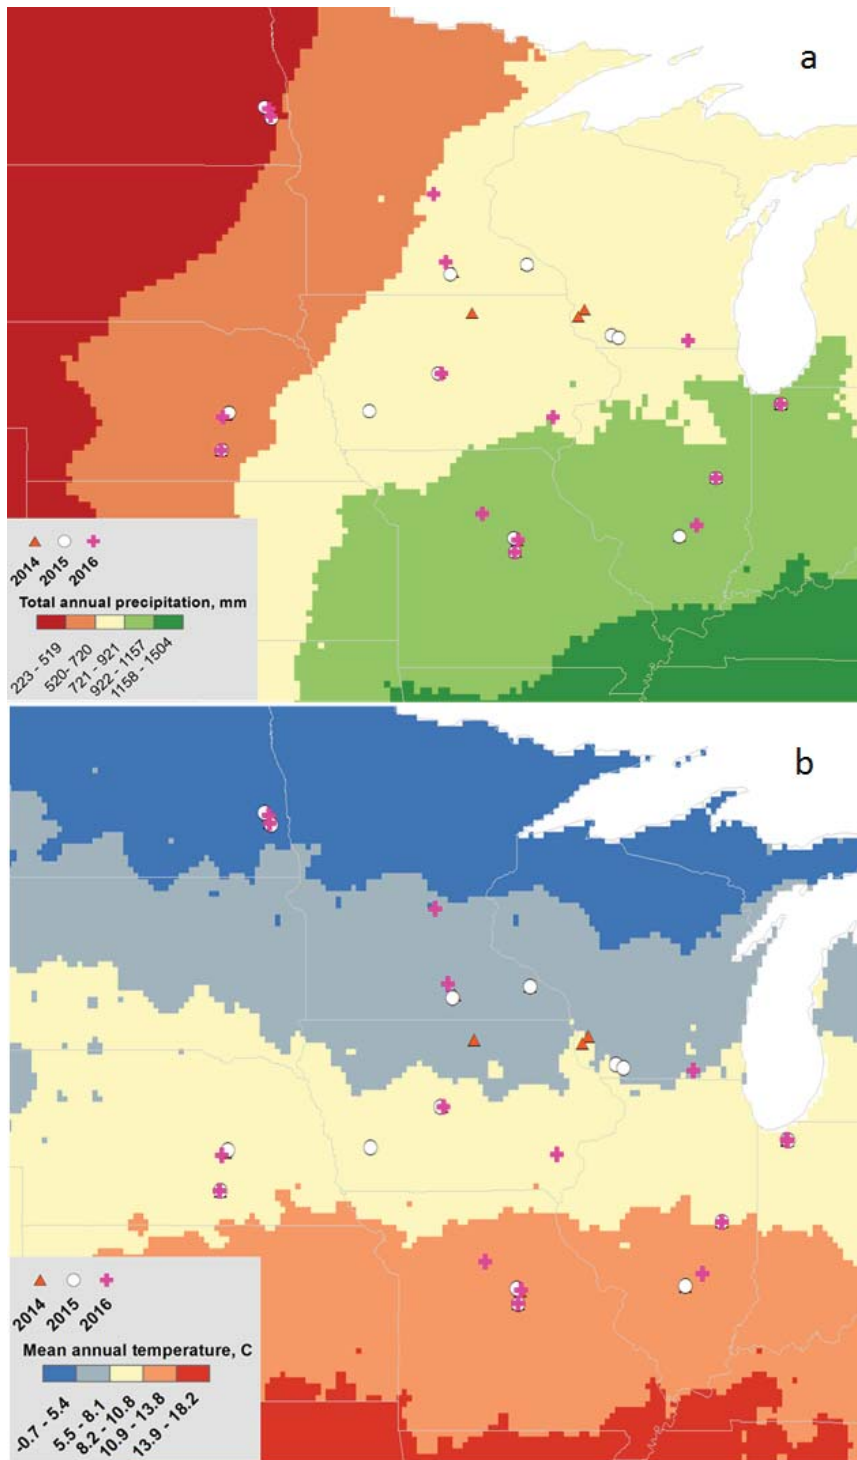 a
2014 2015 2016
Total annual precipitation, mm
223 - 519
520- 720
721 - 921
922 - 1157
1158 - 1504
b
2014 2015 2016
Mean annual temperature, C
-0.7 - 5.4
5.5 - 8.1
8.2 - 10.8
10.9 - 13.8
13.9 - 18.2